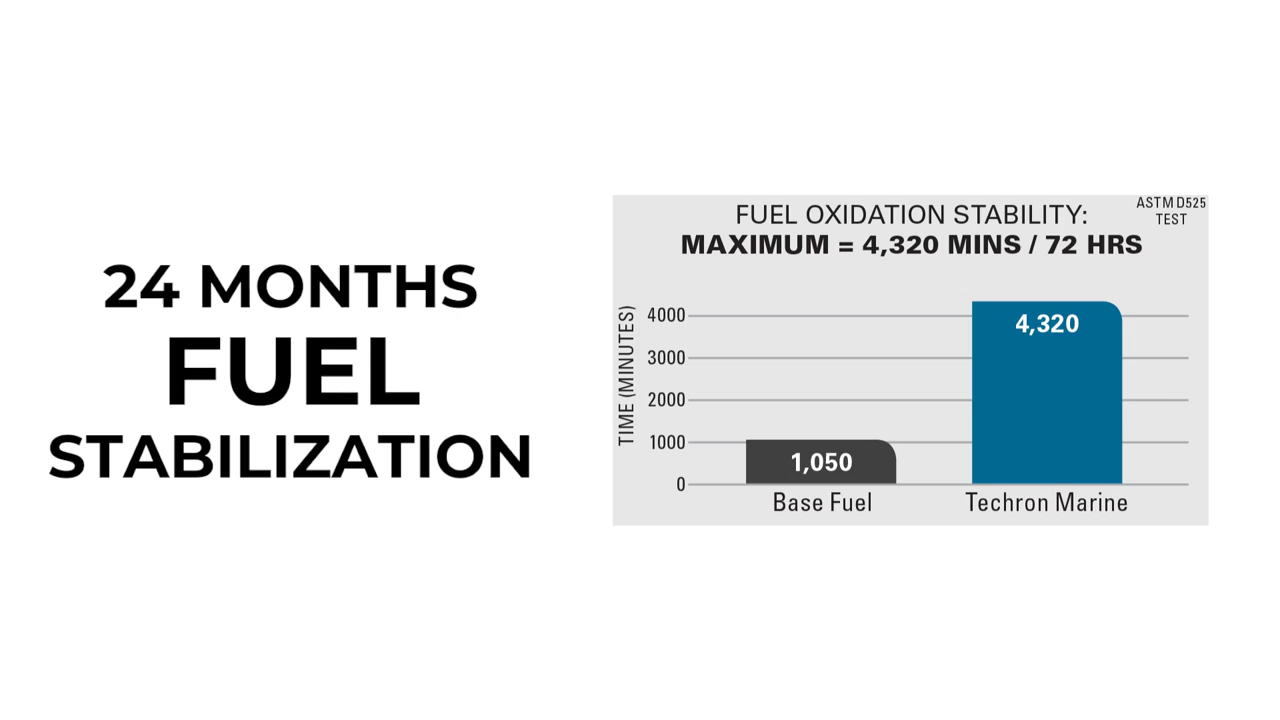 24 MONTHS
FUEL
STABILIZATION
FUEL OXIDATION STABILITY:
MAXIMUM = 4,320 MINS / 72 HRS
ASTM D525
TEST
TIME (MINUTES)
4000
3000
2000
1000
0
1,050
4,320
Base Fuel
Techron Marine